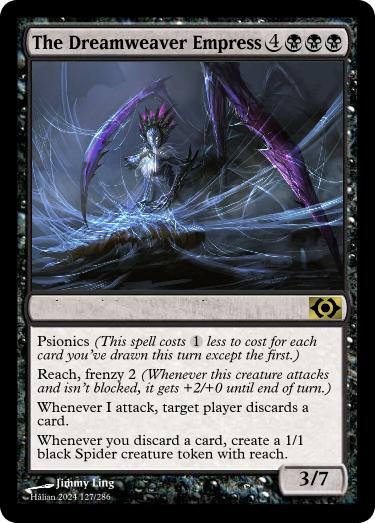 The Dreamweaver Empress 4
Psionics (This spell costs 1 less to cost for each
card you've drawn this turn except the first.)
Reach, frenzy 2 (Whenever this creature attacks
and isn't blocked, it gets +2/+0 until end of turn.)
Whenever I attack, target player discards a
card.
Whenever you discard a card, create a 1/1
black Spider creature token with reach.
3/7
Jimmy Ling
Hálian 2024 127/286